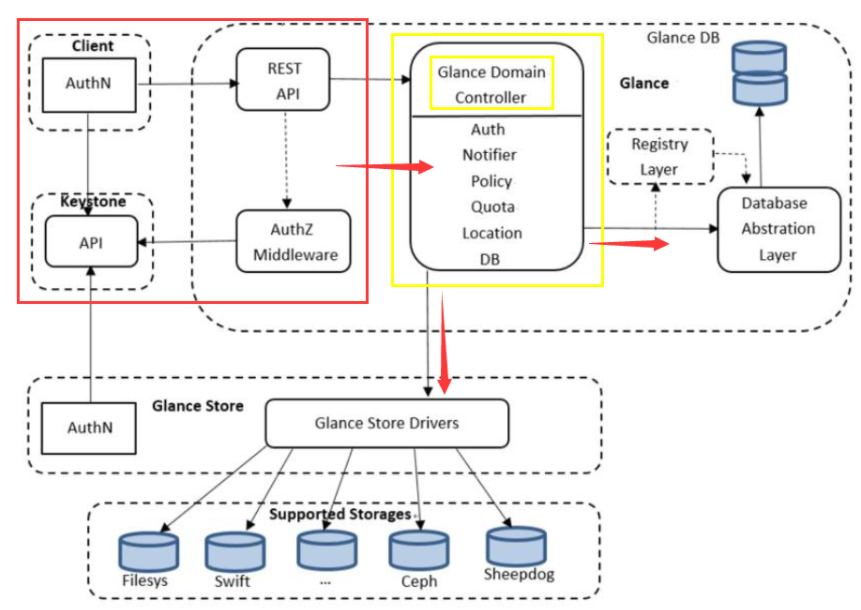 Client
AuthN
Keystone
API
REST
API
AuthZ
Middleware
Glance Domain
Controller
Auth
Notifier
Policy
Quota
Location
DB
Glance DB
Glance
Registry
Layer
Database
Abstration
Layer
Glance Store
AuthN
Glance Store Drivers
Supported Storages
Filesys
Swift
...
Ceph
Sheepdog